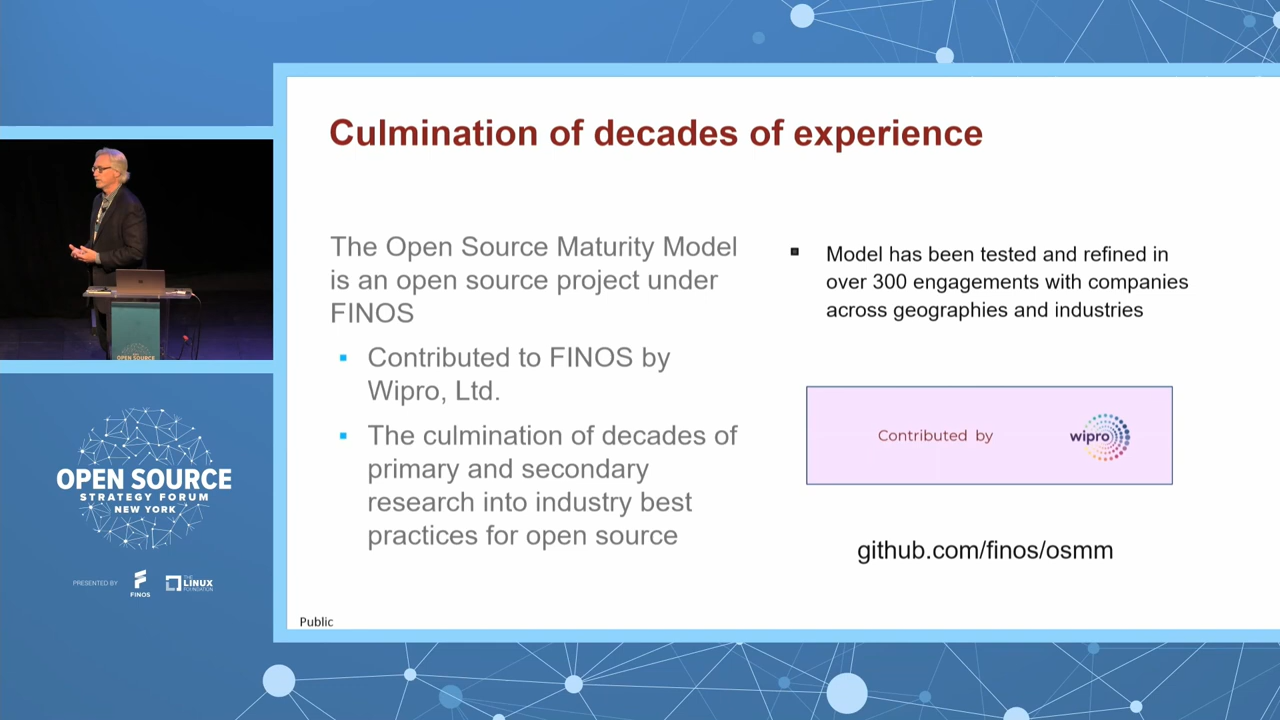 Culmination of decades of experience
The Open Source Maturity Model
is an open source project under
FINOS
Contributed to FINOS by
Wipro, Ltd.
The culmination of decades of
primary and secondary
research into industry best
practices for open source
Model has been tested and refined in
over 300 engagements with companies
across geographies and industries
Contributed by
wipro
github.com/finos/osmm
Public
OPEN SOURCE
OPEN SOURCE
STRATEGY FORUM
NEW YORK
PRESENTED BY
FINOS
THE
LINUX
FOUNDATION